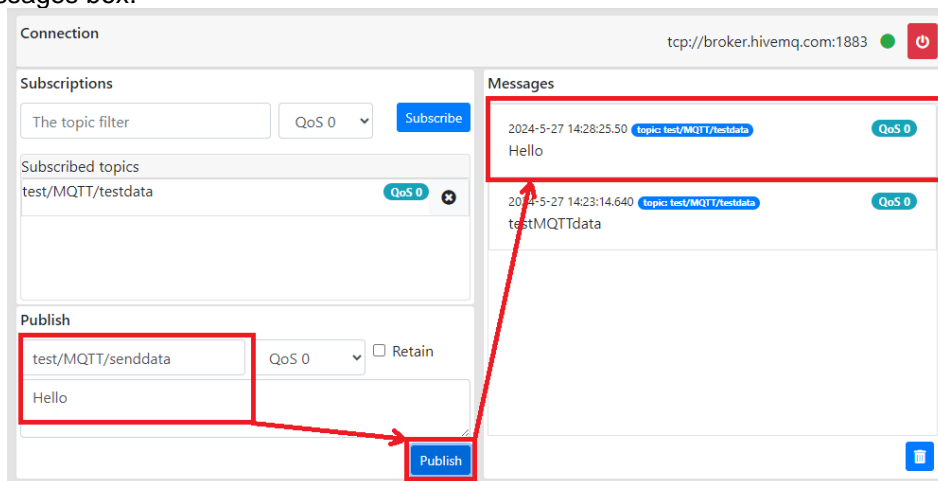 ssages box.
Connection
tcp://broker.hivemq.com:1883
Subscriptions
The topic filter
QoS 0
Subscribe
Subscribed topics
test/MQTT/testdata
QoS 0
Publish
test/MQTT/senddata
QoS 0
Retain
Hello
Publish
Messages
2024-5-27 14:28:25.50 topic: test/MQTT/testdata QoS 0
Hello
2024-5-27 14:23:14.640 topic: test/MQTT/testdata QoS 0
testMQTTdata